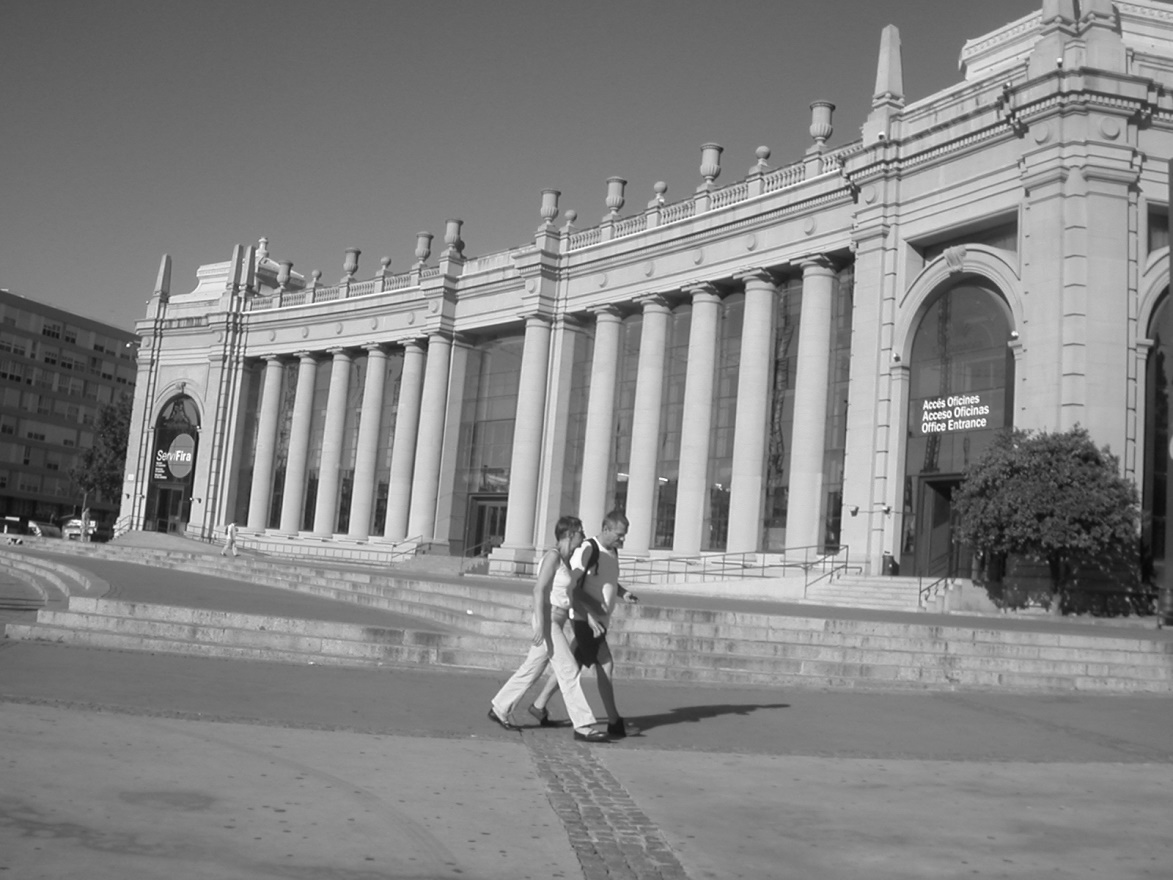 ServiFira
Accés Oficines
Acceso Oficinas
Office Entrance